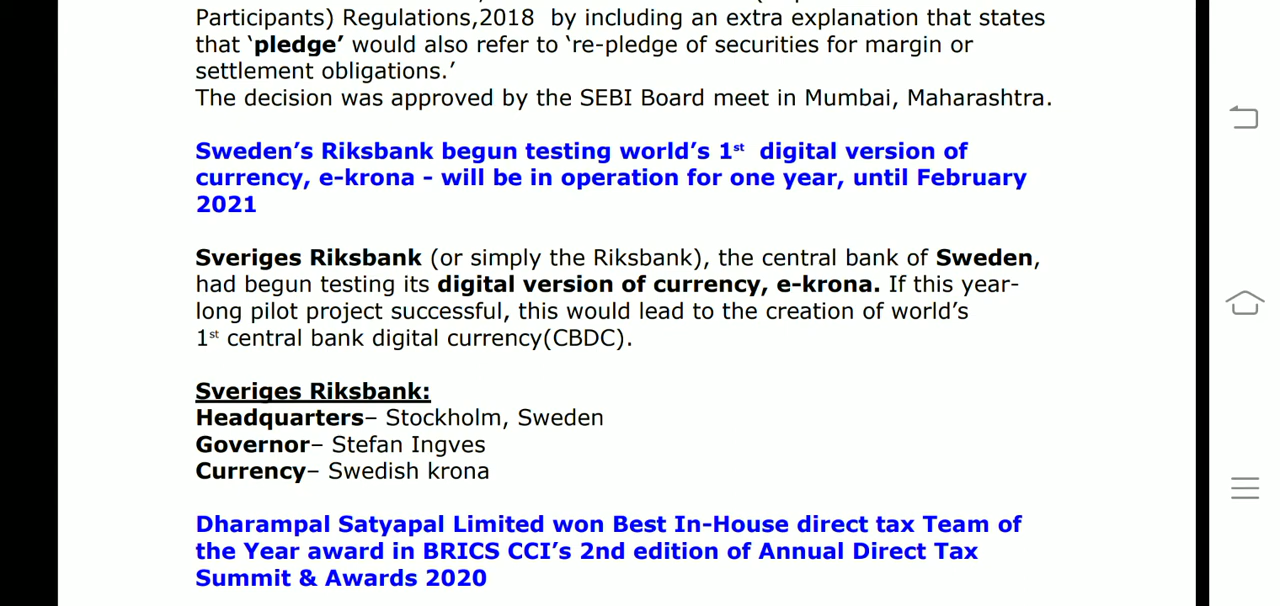 Participants) Regulations,2018 by including an extra explanation that states
that ‘pledge’ would also refer to ‘re-pledge of securities for margin or
settlement obligations.’
The decision was approved by the SEBI Board meet in Mumbai, Maharashtra.
Sweden’s Riksbank begun testing world’s 1st digital version of
currency, e-krona - will be in operation for one year, until February
2021
Sveriges Riksbank (or simply the Riksbank), the central bank of Sweden,
had begun testing its digital version of currency, e-krona. If this year-
long pilot project successful, this would lead to the creation of world’s
1st central bank digital currency(CBDC).
Sveriges Riksbank:
Headquarters– Stockholm, Sweden
Governor– Stefan Ingves
Currency– Swedish krona
Dharampal Satyapal Limited won Best In-House direct tax Team of
the Year award in BRICS CCI’s 2nd edition of Annual Direct Tax
Summit & Awards 2020